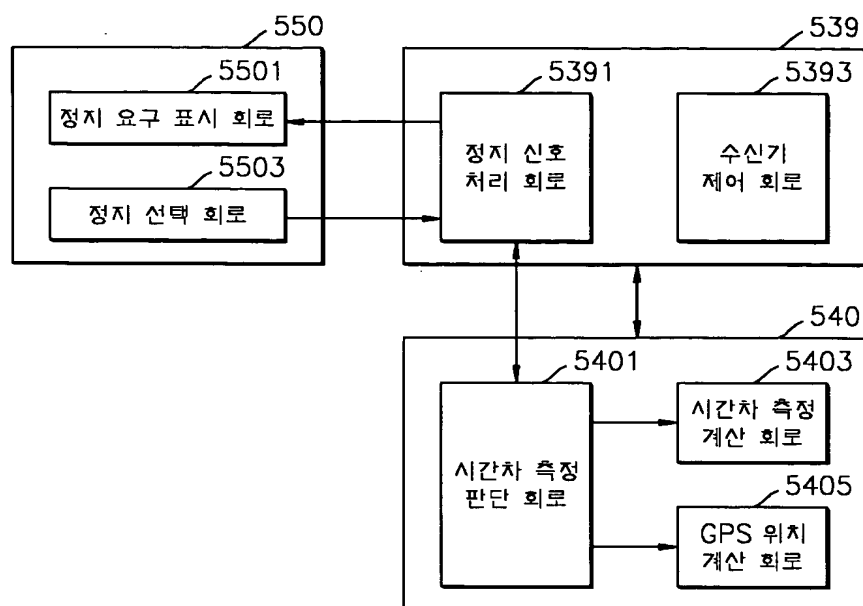 550
5501
정지 요구 표시 회로
5503
정지 선택 회로
539
5391
정지 신호
처리 회로
5393
수신기
제어 회로
540
5401
시간차 측정
판단 회로
5403
시간차 측정
계산 회로
5405
GPS 위치
계산 회로